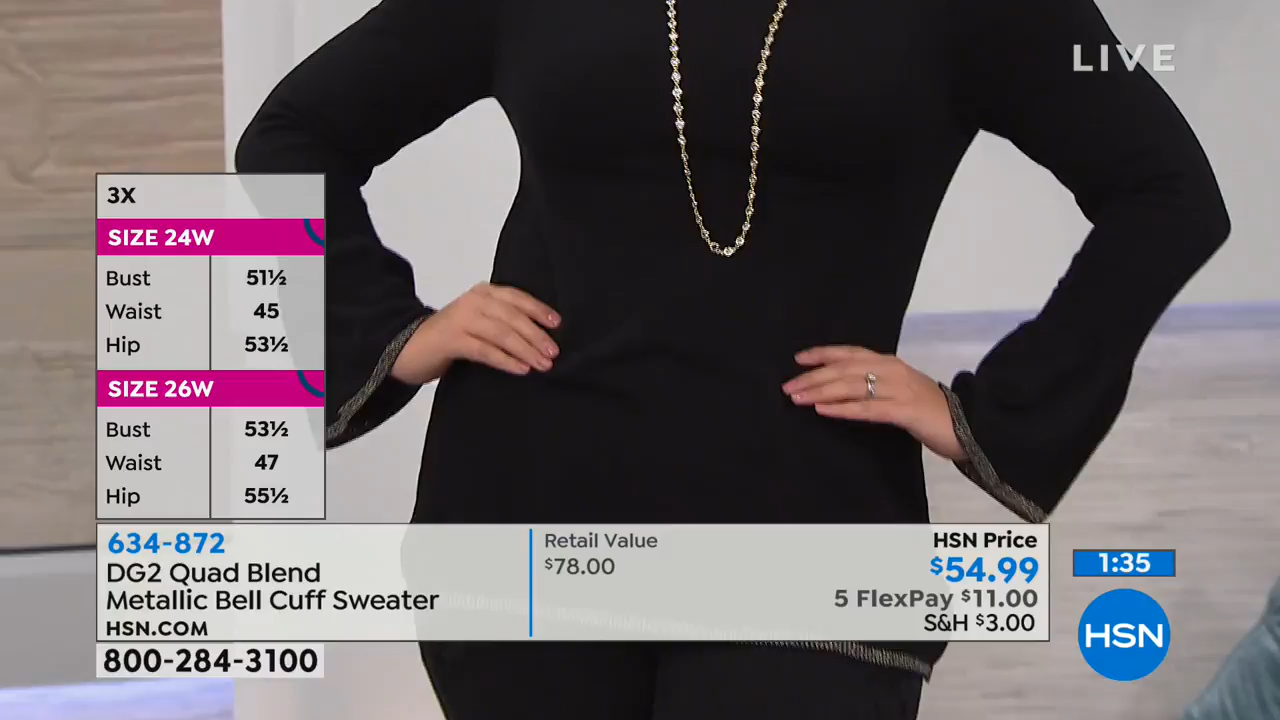 LIVE
3X
SIZE 24W
Bust 51½
Waist 45
Hip 53½
SIZE 26W
Bust 53½
Waist 47
Hip 55½
634-872
DG2 Quad Blend
Metallic Bell Cuff Sweater
HSN.COM
800-284-3100
Retail Value
$78.00
HSN Price
$54.99
5 FlexPay $11.00
S&H $3.00
1:35
HSN